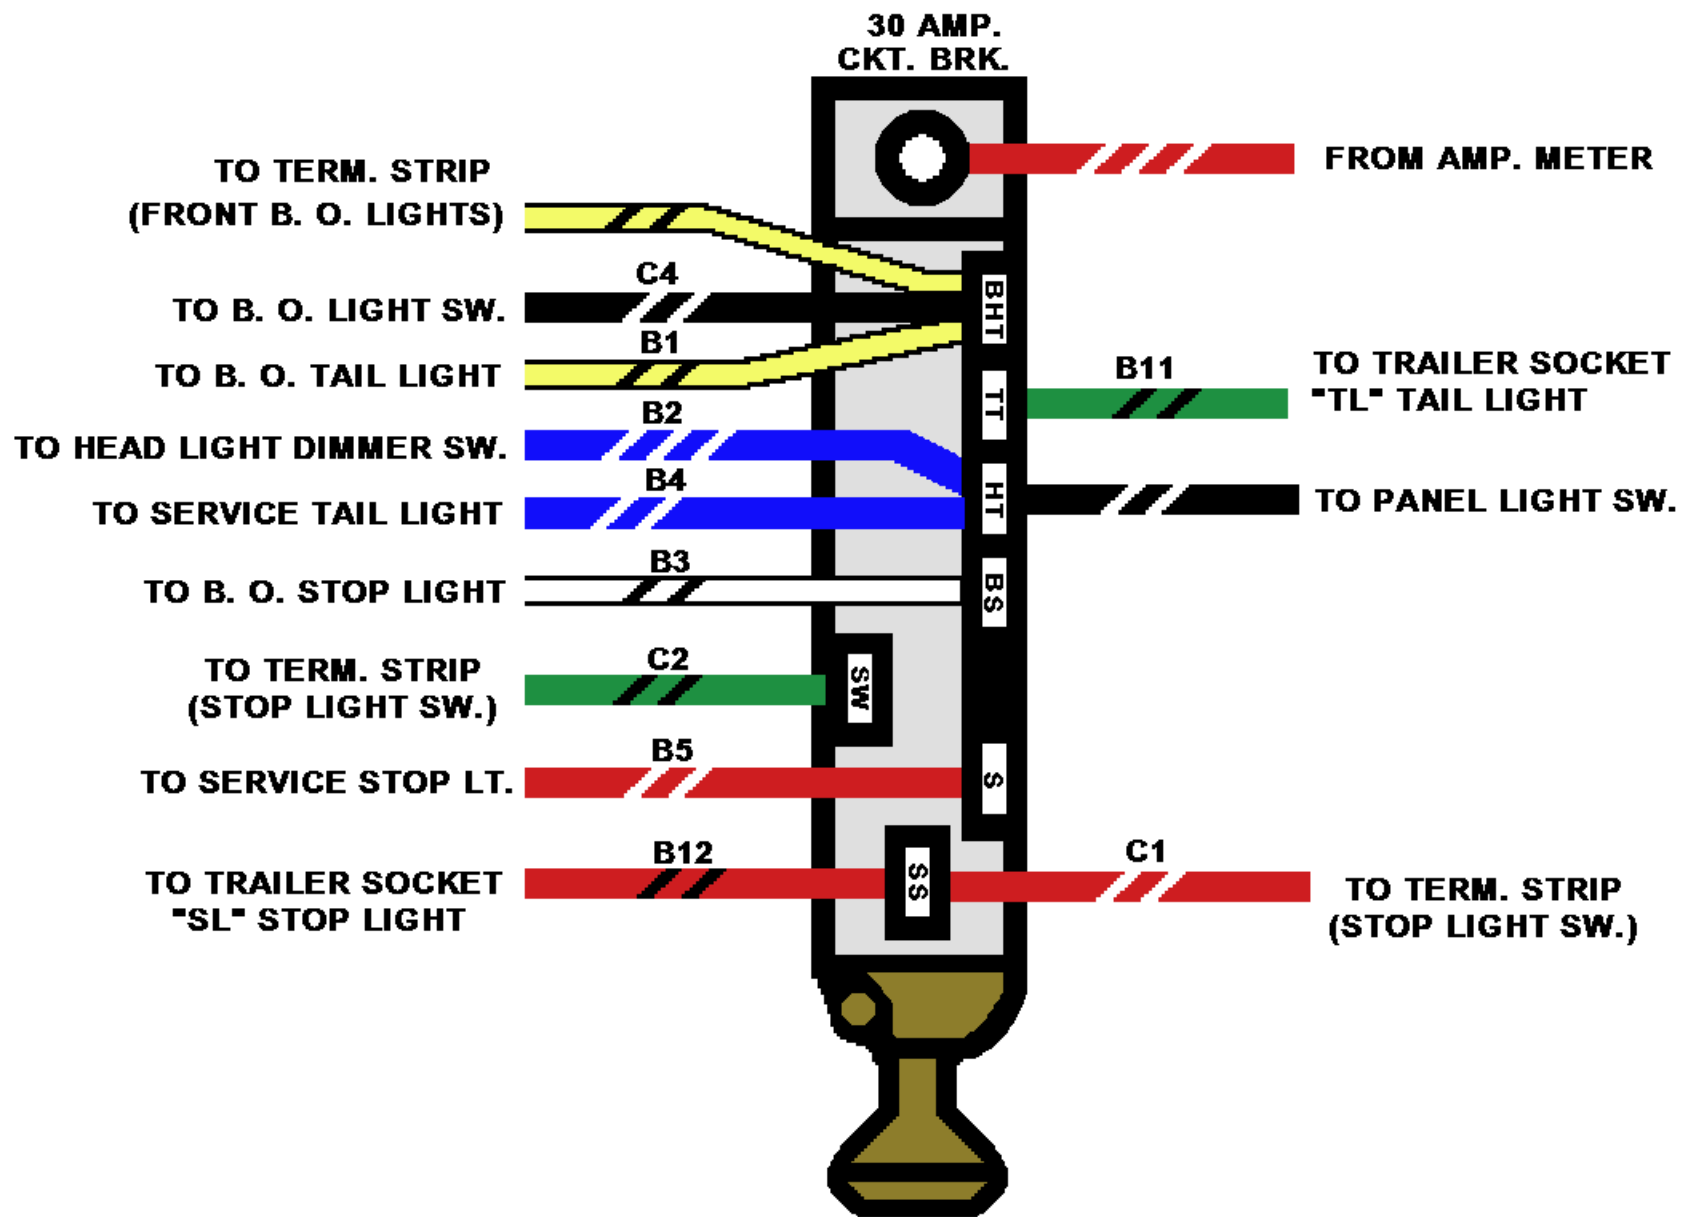 30 AMP.
CKT. BRK.
FROM AMP. METER
TO TERM. STRIP
(FRONT B. O. LIGHTS)
C4
TO B. O. LIGHT SW.
BHT
B1
TO B. O. TAIL LIGHT
TT
B11
TO TRAILER SOCKET
"TL" TAIL LIGHT
B2
TO HEAD LIGHT DIMMER SW.
B4
TO SERVICE TAIL LIGHT
HT
TO PANEL LIGHT SW.
B3
TO B. O. STOP LIGHT
BS
C2
TO TERM. STRIP
(STOP LIGHT SW.)
SW
B5
TO SERVICE STOP LT.
S
B12
TO TRAILER SOCKET
"SL" STOP LIGHT
SS
C1
TO TERM. STRIP
(STOP LIGHT SW.)